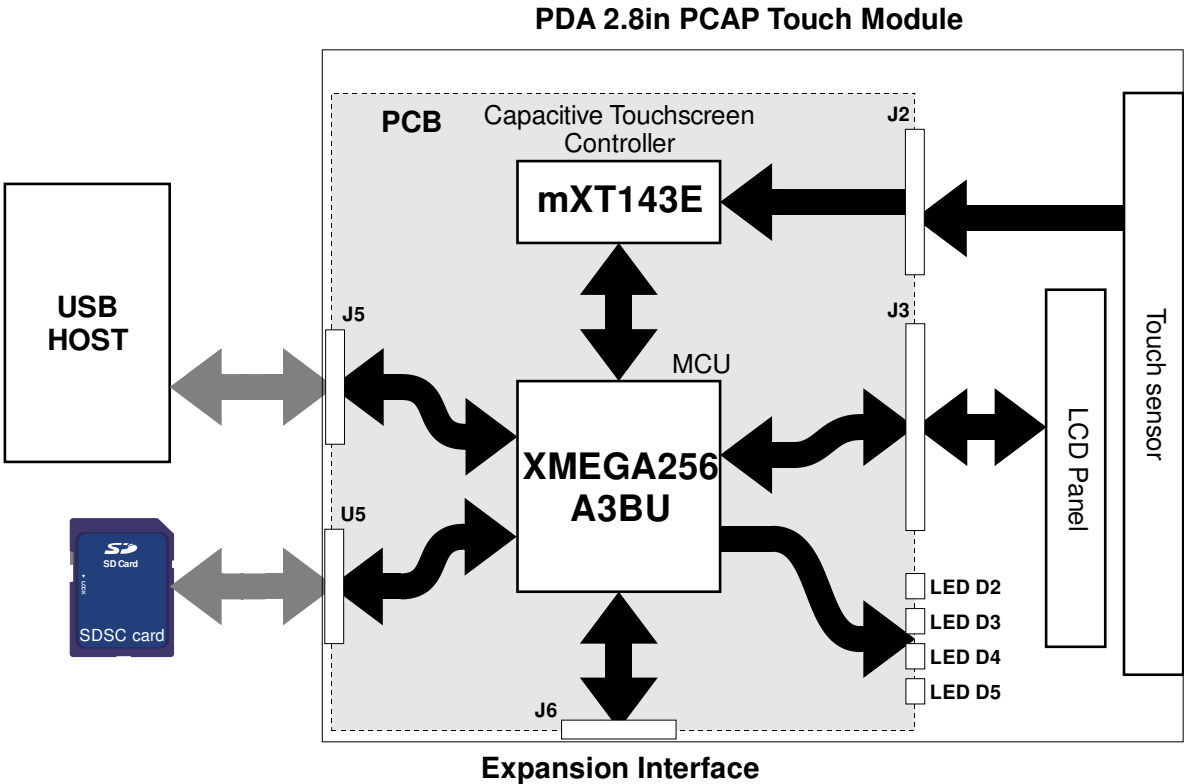 PDA 2.8in PCAP Touch Module
PCB
Capacitive Touchscreen
Controller
J2
mXT143E
USB
HOST
J5
J3
MCU
Touch sensor
LCD Panel
XMEGA256
A3BU
U5
SD
SD Card
LOCK
SDSC card
LED D2
LED D3
LED D4
LED D5
J6
Expansion Interface